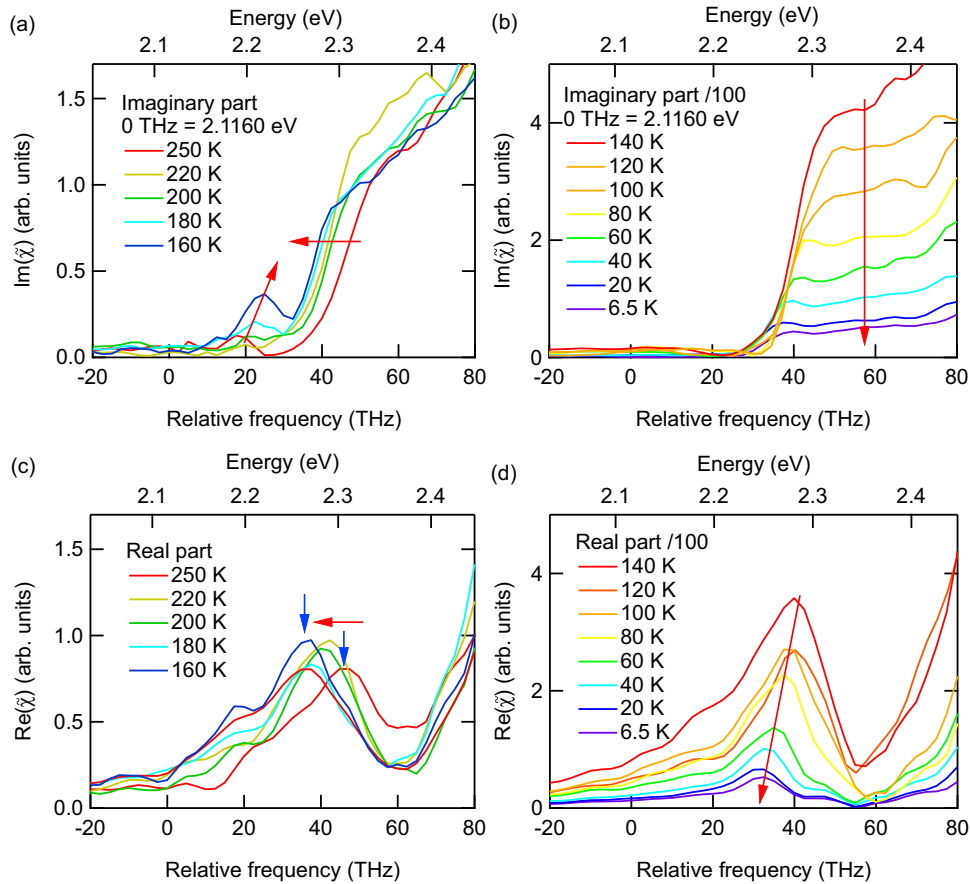 (a)
Energy (eV)
2.1 2.2 2.3 2.4
Im(χ̃) (arb. units)
1.5
1.0
0.5
0.0
Imaginary part
0 THz = 2.1160 eV
250 K
220 K
200 K
180 K
160 K
-20 0 20 40 60 80
Relative frequency (THz)
(b)
Energy (eV)
2.1 2.2 2.3 2.4
Im(χ̃) (arb. units)
4
2
0
Imaginary part /100
0 THz = 2.1160 eV
140 K
120 K
100 K
80 K
60 K
40 K
20 K
6.5 K
-20 0 20 40 60 80
Relative frequency (THz)
(c)
Energy (eV)
2.1 2.2 2.3 2.4
Re(χ̃) (arb. units)
1.5
1.0
0.5
0.0
Real part
250 K
220 K
200 K
180 K
160 K
-20 0 20 40 60 80
Relative frequency (THz)
(d)
Energy (eV)
2.1 2.2 2.3 2.4
Re(χ̃) (arb. units)
4
2
0
Real part /100
140 K
120 K
100 K
80 K
60 K
40 K
20 K
6.5 K
-20 0 20 40 60 80
Relative frequency (THz)